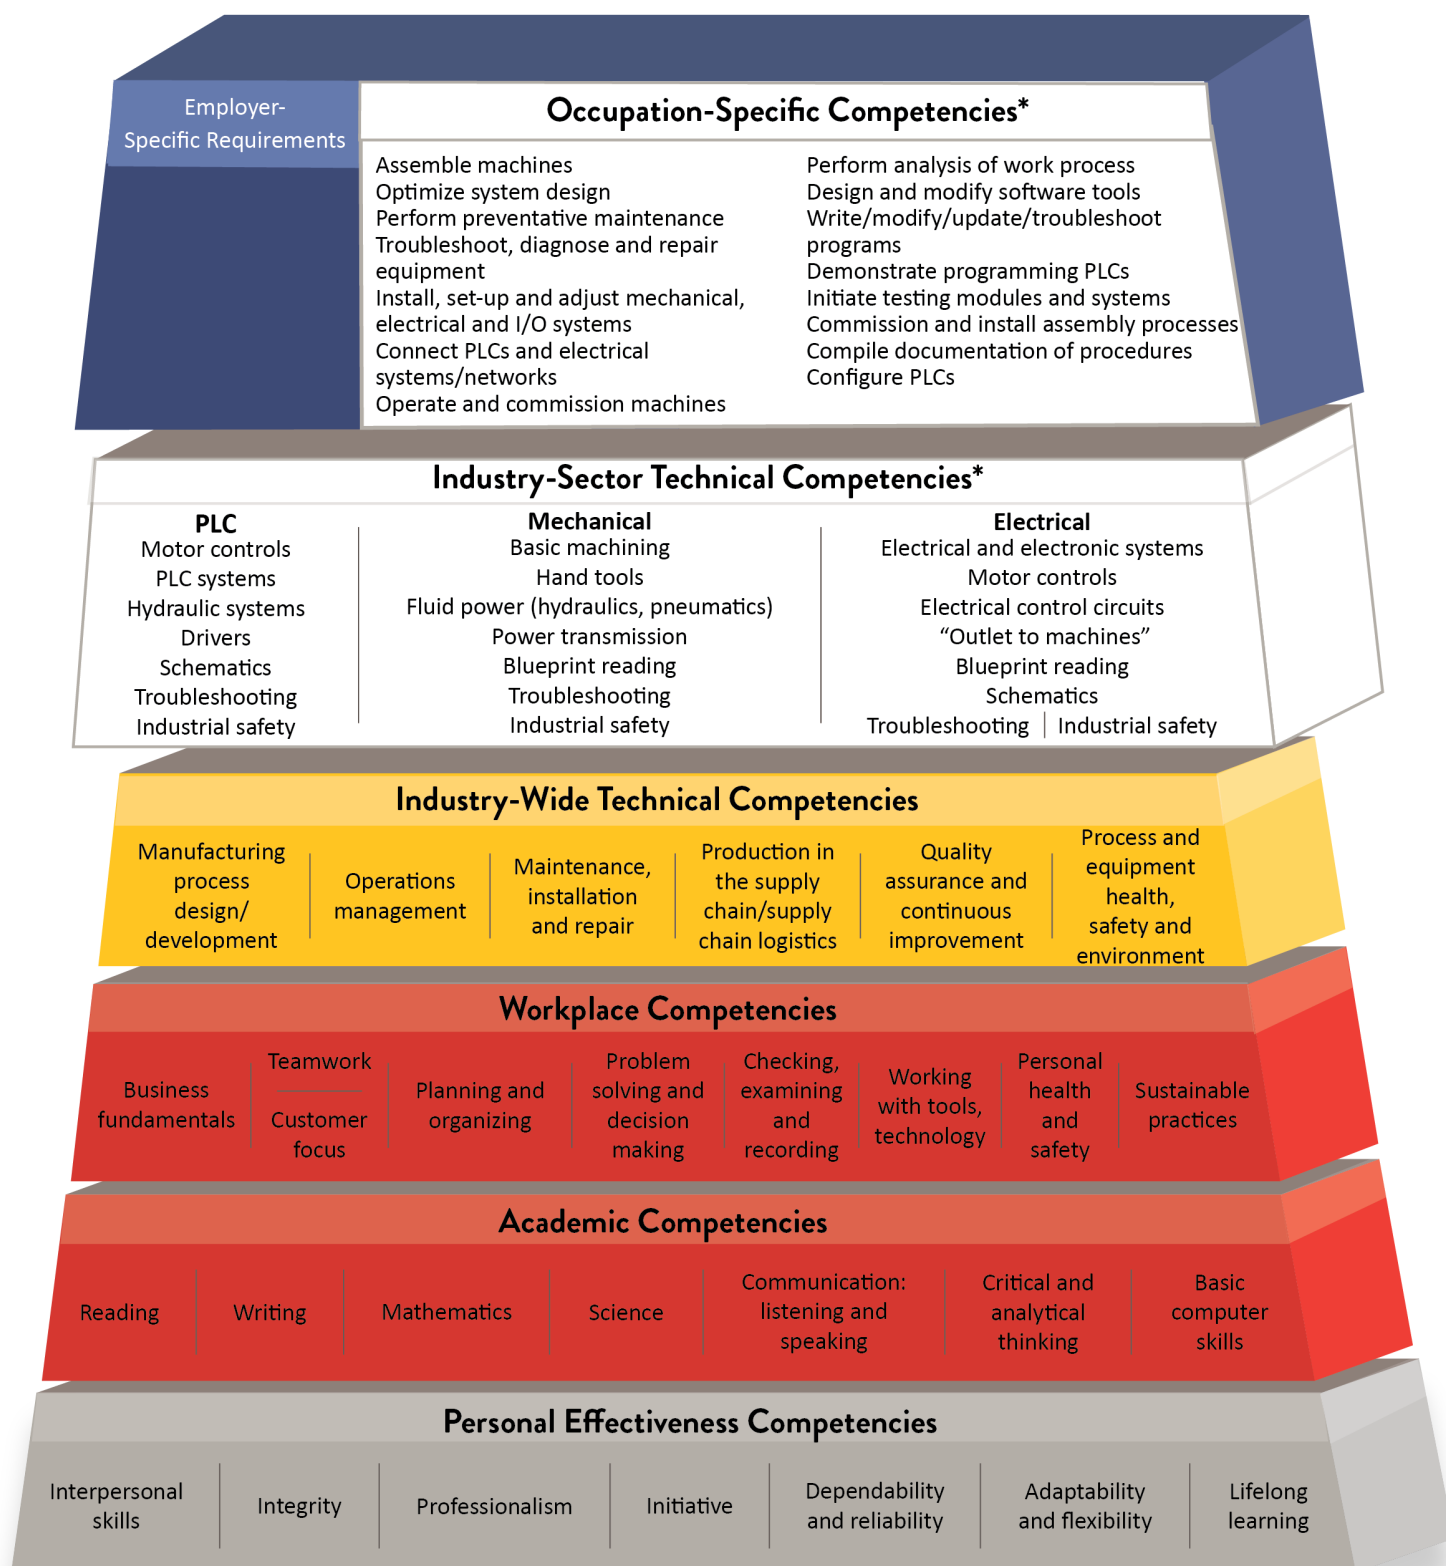 Employer-
Specific Requirements
Occupation-Specific Competencies*
Assemble machines
Optimize system design
Perform preventative maintenance
Troubleshoot, diagnose and repair
equipment
Install, set-up and adjust mechanical,
electrical and I/O systems
Connect PLCs and electrical
systems/networks
Operate and commission machines
Perform analysis of work process
Design and modify software tools
Write/modify/update/troubleshoot
programs
Demonstrate programming PLCs
Initiate testing modules and systems
Commission and install assembly processes
Compile documentation of procedures
Configure PLCs
Industry-Sector Technical Competencies*
PLC
Motor controls
PLC systems
Hydraulic systems
Drivers
Schematics
Troubleshooting
Industrial safety
Mechanical
Basic machining
Hand tools
Fluid power (hydraulics, pneumatics)
Power transmission
Blueprint reading
Troubleshooting
Industrial safety
Electrical
Electrical and electronic systems
Motor controls
Electrical control circuits
“Outlet to machines”
Blueprint reading
Schematics
Troubleshooting
Industrial safety
Industry-Wide Technical Competencies
Manufacturing
process
design/
development
Operations
management
Maintenance,
installation
and repair
Production in
the supply
chain/supply
chain logistics
Quality
assurance and
continuous
improvement
Process and
equipment
health,
safety and
environment
Workplace Competencies
Business
fundamentals
Teamwork
Customer
focus
Planning and
organizing
Problem
solving and
decision
making
Checking,
examining
and
recording
Working
with tools,
technology
Personal
health
and
safety
Sustainable
practices
Academic Competencies
Reading
Writing
Mathematics
Science
Communication:
listening and
speaking
Critical and
analytical
thinking
Basic
computer
skills
Personal Effectiveness Competencies
Interpersonal
skills
Integrity
Professionalism
Initiative
Dependability
and reliability
Adaptability
and flexibility
Lifelong
learning